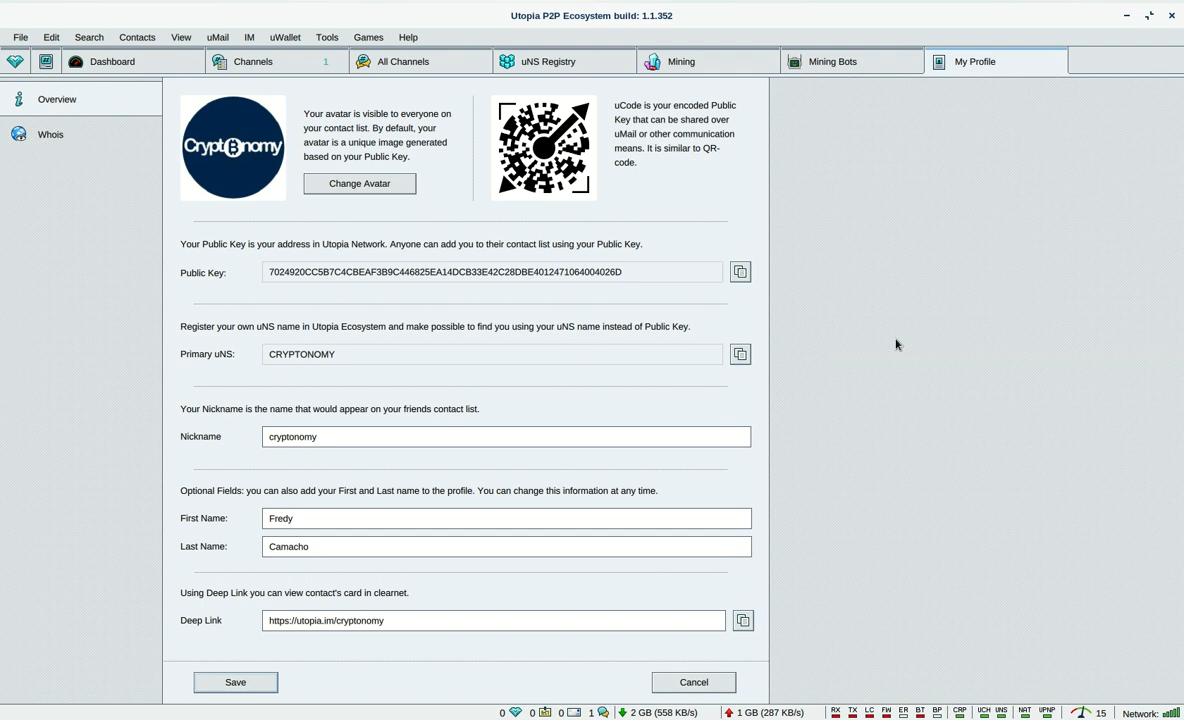 Utopia P2P Ecosystem build: 1.1.352
File Edit Search Contacts View uMail IM uWallet Tools Games Help
Dashboard Channels 1 All Channels uNS Registry Mining Mining Bots My Profile
Overview
Whois
CryptBnomy
Your avatar is visible to everyone on
your contact list. By default, your
avatar is a unique image generated
based on your Public Key.
Change Avatar
uCode is your encoded Public
Key that can be shared over
uMail or other communication
means. It is similar to QR-
code.
Your Public Key is your address in Utopia Network. Anyone can add you to their contact list using your Public Key.
Public Key: 7024920CC5B7C4CBEAF3B9C446825EA14DCB33E42C28DBE4012471064004026D
Register your own uNS name in Utopia Ecosystem and make possible to find you using your uNS name instead of Public Key.
Primary uNS: CRYPTONOMY
Your Nickname is the name that would appear on your friends contact list.
Nickname cryptonomy
Optional Fields: you can also add your First and Last name to the profile. You can change this information at any time.
First Name: Fredy
Last Name: Camacho
Using Deep Link you can view contact's card in clearnet.
Deep Link https://utopia.im/cryptonomy
Save Cancel
0 0 0 1 2 GB (558 KB/s) 1 GB (287 KB/s) RX TX LC FW ER BT BP CRP UCH UNS NAT UPNP 15 Network: